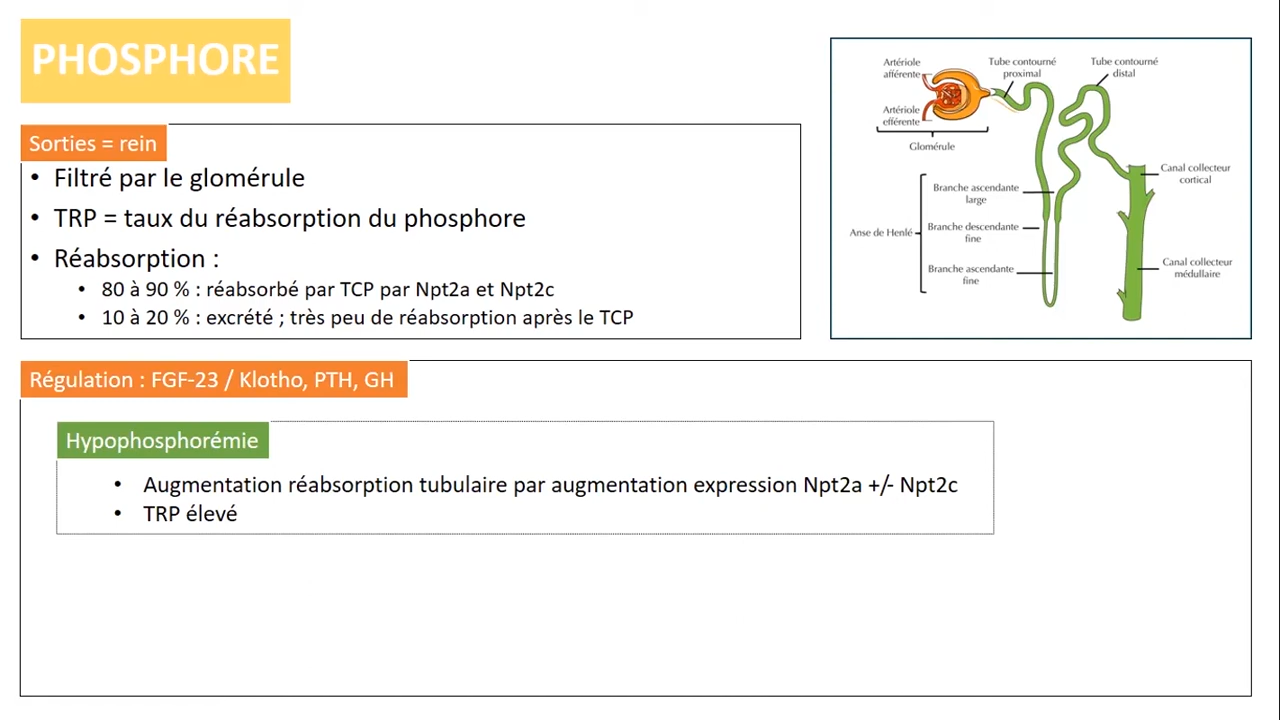 PHOSPHORE
Sorties = rein
• Filtré par le glomérule
• TRP = taux du réabsorption du phosphore
• Réabsorption :
• 80 à 90 % : réabsorbé par TCP par Npt2a et Npt2c
• 10 à 20 % : excrété ; très peu de réabsorption après le TCP
Artériole
afférente
Tube contourné
proximal
Tube contourné
distal
Artériole
efférente
Glomérule
Canal collecteur
cortical
Branche ascendante
large
Anse de Henlé
Branche descendante
fine
Branche ascendante
fine
Canal collecteur
médullaire
Régulation : FGF-23 / Klotho, PTH, GH
Hypophosphorémie
• Augmentation réabsorption tubulaire par augmentation expression Npt2a +/- Npt2c
• TRP élevé